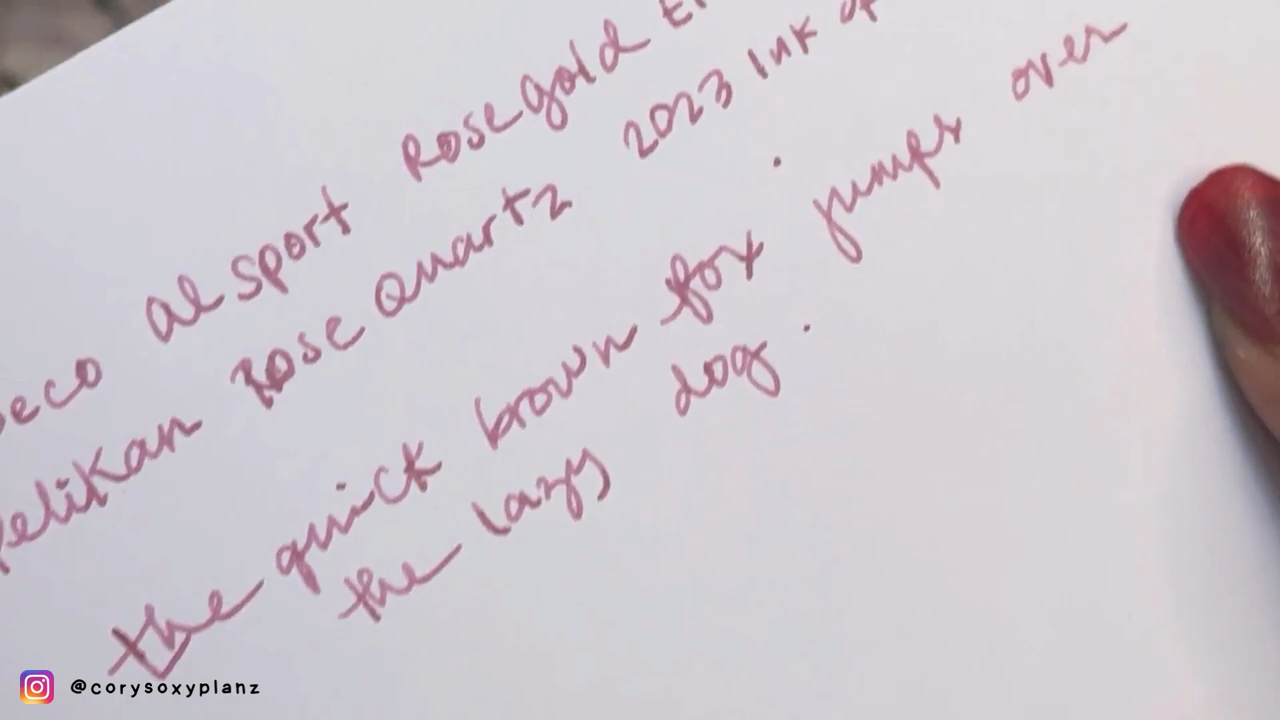 eco al sport Rosegold
Pelikan Rose Quartz 2023 Ink of
the quick brown fox jumps over
the lazy dog.
@corysoxyplanz